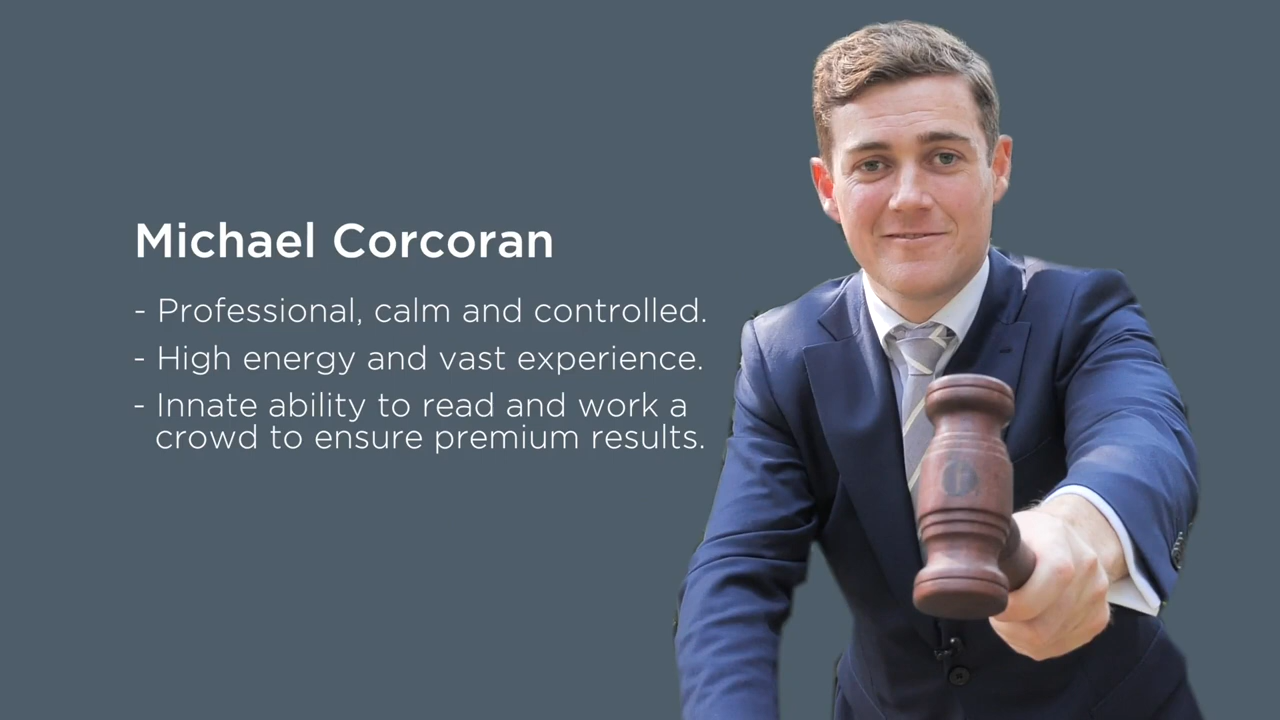 Michael Corcoran
- Professional, calm and controlled.
- High energy and vast experience.
- Innate ability to read and work a
crowd to ensure premium results.